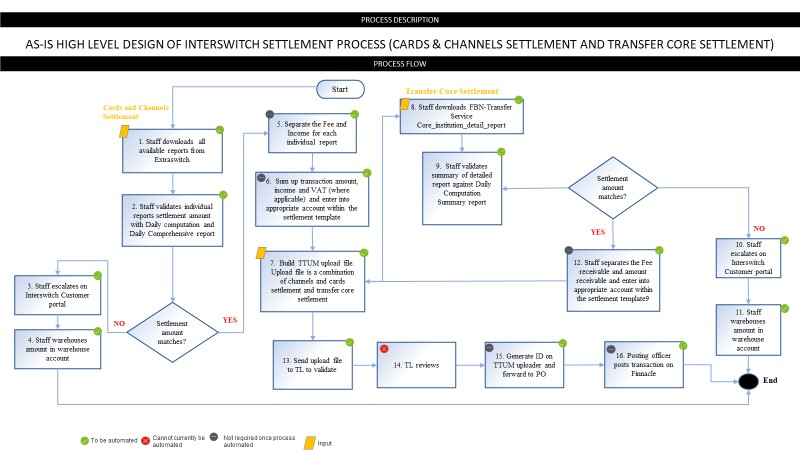 PROCESS DESCRIPTION
AS-IS HIGH LEVEL DESIGN OF INTERSWITCH SETTLEMENT PROCESS (CARDS & CHANNELS SETTLEMENT AND TRANSFER CORE SETTLEMENT)
PROCESS FLOW
Start
Cards and Channels
Settlement
1. Staff downloads all
available reports from
Extraswitch
2. Staff validates individual
reports settlement amount
with Daily computation and
Daily Comprehensive report
3. Staff escalates on
Interswitch Customer
portal
4. Staff warehouses
amount in warehouse
account
NO
Settlement
amount
matches?
YES
5. Separate the Fee and
Income for each
individual report
6. Sum up transaction amount,
income and VAT (where
applicable) and enter into
appropriate account within the
settlement template
7. Build TTUM upload file.
Upload file is a combination
of channels and cards
settlement and transfer core
settlement
Transfer Core Settlement
8. Staff downloads FBN-Transfer
Service
Core_institution_detail_report
9. Staff validates
summary of detailed
report against Daily
Computation
Summary report
Settlement
amount
matches?
YES
NO
10. Staff
escalates on
Interswitch
Customer portal
11. Staff
warehouses
amount in
warehouse
account
12. Staff separates the Fee
receivable and amount
receivable and enter into
appropriate account within
the settlement template9
13. Send upload file
to TL to validate
14. TL reviews
15. Generate ID on
TTUM uploader and
forward to PO
16. Posting officer
posts transaction on
Finnacle
End
To be automated
Cannot currently be
automated
Not required once process
automated
Input